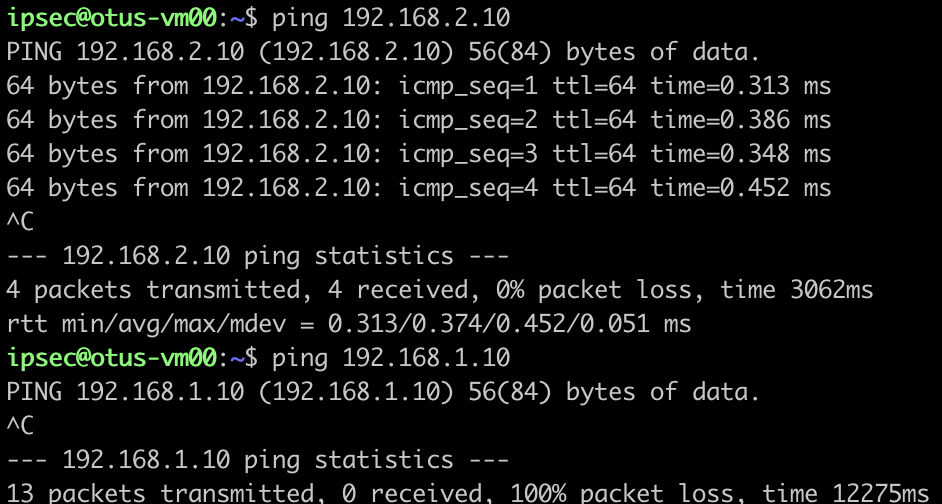 ipsec@otus-vm00:~$ ping 192.168.2.10
PING 192.168.2.10 (192.168.2.10) 56(84) bytes of data.
64 bytes from 192.168.2.10: icmp_seq=1 ttl=64 time=0.313 ms
64 bytes from 192.168.2.10: icmp_seq=2 ttl=64 time=0.386 ms
64 bytes from 192.168.2.10: icmp_seq=3 ttl=64 time=0.348 ms
64 bytes from 192.168.2.10: icmp_seq=4 ttl=64 time=0.452 ms
^C
--- 192.168.2.10 ping statistics ---
4 packets transmitted, 4 received, 0% packet loss, time 3062ms
rtt min/avg/max/mdev = 0.313/0.374/0.452/0.051 ms
ipsec@otus-vm00:~$ ping 192.168.1.10
PING 192.168.1.10 (192.168.1.10) 56(84) bytes of data.
^C
--- 192.168.1.10 ping statistics ---
13 packets transmitted, 0 received, 100% packet loss, time 12275ms